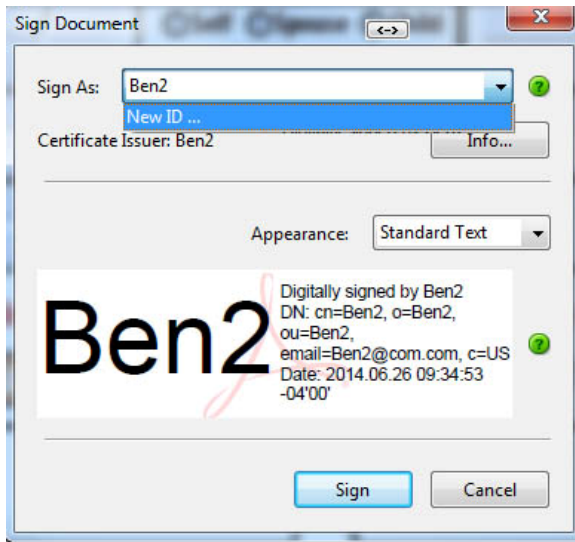 Sign Document
Sign As: Ben2
New ID ...
Certificate Issuer: Ben2 Info...
Appearance: Standard Text
Ben2
Digitally signed by Ben2
DN: cn=Ben2, o=Ben2,
ou=Ben2,
email=Ben2@com.com, c=US
Date: 2014.06.26 09:34:53
-04'00'
Sign Cancel